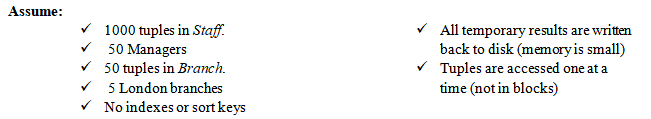 Assume:
✓ 1000 tuples in Staff.
✓ 50 Managers
✓ 50 tuples in Branch.
✓ 5 London branches
✓ No indexes or sort keys
✓ All temporary results are written
back to disk (memory is small)
✓ Tuples are accessed one at a
time (not in blocks)